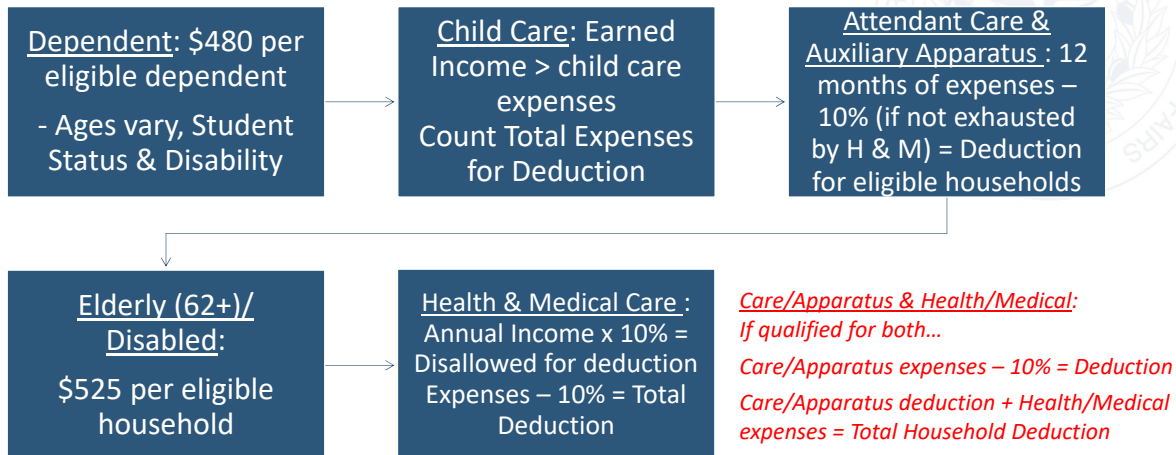 Dependent: $480 per
eligible dependent
- Ages vary, Student
Status & Disability
Child Care: Earned
Income > child care
expenses
Count Total Expenses
for Deduction
Attendant Care &
Auxiliary Apparatus : 12
months of expenses –
10% (if not exhausted
by H & M) = Deduction
for eligible households
Elderly (62+)/
Disabled:
$525 per eligible
household
Health & Medical Care :
Annual Income x 10% =
Disallowed for deduction
Expenses – 10% = Total
Deduction
Care/Apparatus & Health/Medical:
If qualified for both...
Care/Apparatus expenses – 10% = Deduction
Care/Apparatus deduction + Health/Medical
expenses = Total Household Deduction
AFFAIRS